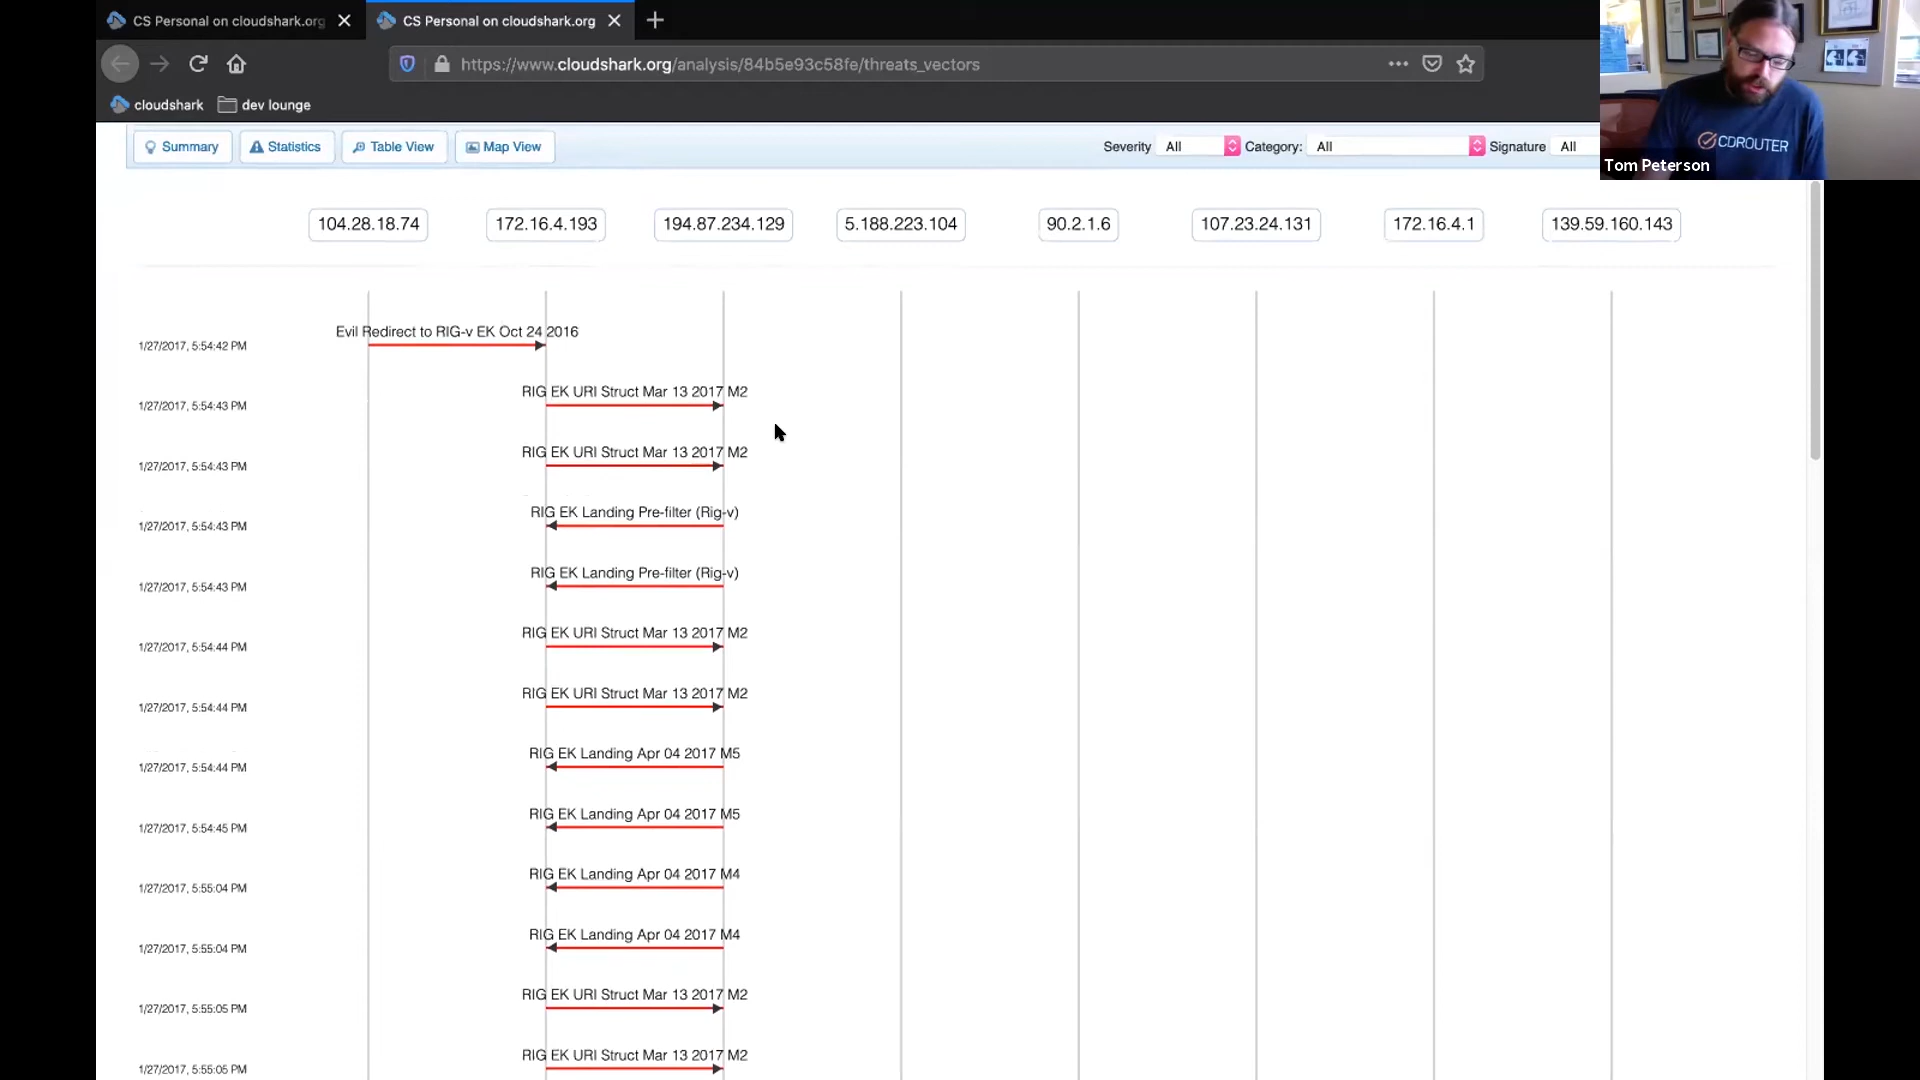 CS Personal on cloudshark.org
CS Personal on cloudshark.org
https://www.cloudshark.org/analysis/84b5e93c58fe/threats_vectors
cloudshark dev lounge
Summary Statistics Table View Map View Severity All Category: All Signature All
CDROUTER
Tom Peterson
104.28.18.74 172.16.4.193 194.87.234.129 5.188.223.104 90.2.1.6 107.23.24.131 172.16.4.1 139.59.160.143
Evil Redirect to RIG-v EK Oct 24 2016
1/27/2017, 5:54:42 PM
RIG EK URI Struct Mar 13 2017 M2
1/27/2017, 5:54:43 PM
RIG EK URI Struct Mar 13 2017 M2
1/27/2017, 5:54:43 PM
RIG EK Landing Pre-filter (Rig-v)
1/27/2017, 5:54:43 PM
RIG EK Landing Pre-filter (Rig-v)
1/27/2017, 5:54:43 PM
RIG EK URI Struct Mar 13 2017 M2
1/27/2017, 5:54:44 PM
RIG EK URI Struct Mar 13 2017 M2
1/27/2017, 5:54:44 PM
RIG EK Landing Apr 04 2017 M5
1/27/2017, 5:54:44 PM
RIG EK Landing Apr 04 2017 M5
1/27/2017, 5:54:45 PM
RIG EK Landing Apr 04 2017 M4
1/27/2017, 5:55:04 PM
RIG EK Landing Apr 04 2017 M4
1/27/2017, 5:55:04 PM
RIG EK URI Struct Mar 13 2017 M2
1/27/2017, 5:55:05 PM
RIG EK URI Struct Mar 13 2017 M2
1/27/2017, 5:55:05 PM